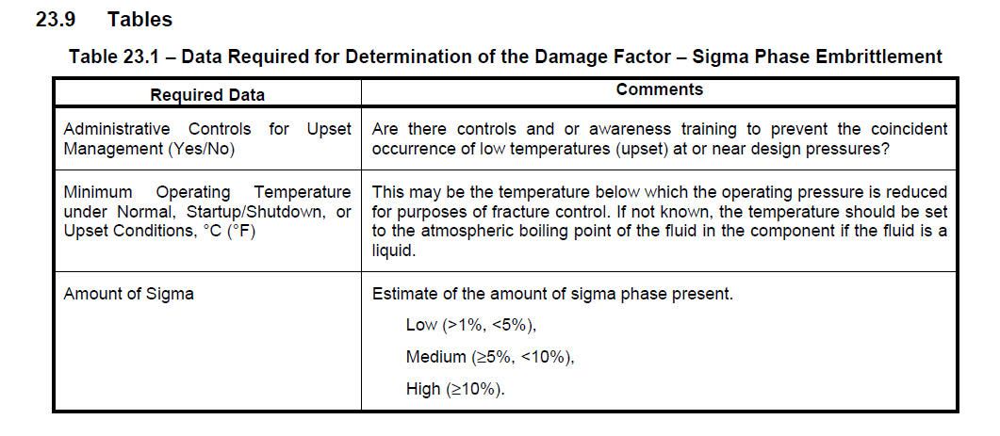 23.9 Tables
Table 23.1 – Data Required for Determination of the Damage Factor – Sigma Phase Embrittlement
Required Data
Comments
Administrative Controls for Upset
Management (Yes/No)
Are there controls and or awareness training to prevent the coincident
occurrence of low temperatures (upset) at or near design pressures?
Minimum Operating Temperature
under Normal, Startup/Shutdown, or
Upset Conditions, °C (°F)
This may be the temperature below which the operating pressure is reduced
for purposes of fracture control. If not known, the temperature should be set
to the atmospheric boiling point of the fluid in the component if the fluid is a
liquid.
Amount of Sigma
Estimate of the amount of sigma phase present.
Low (>1%, <5%),
Medium (≥5%, <10%),
High (≥10%).